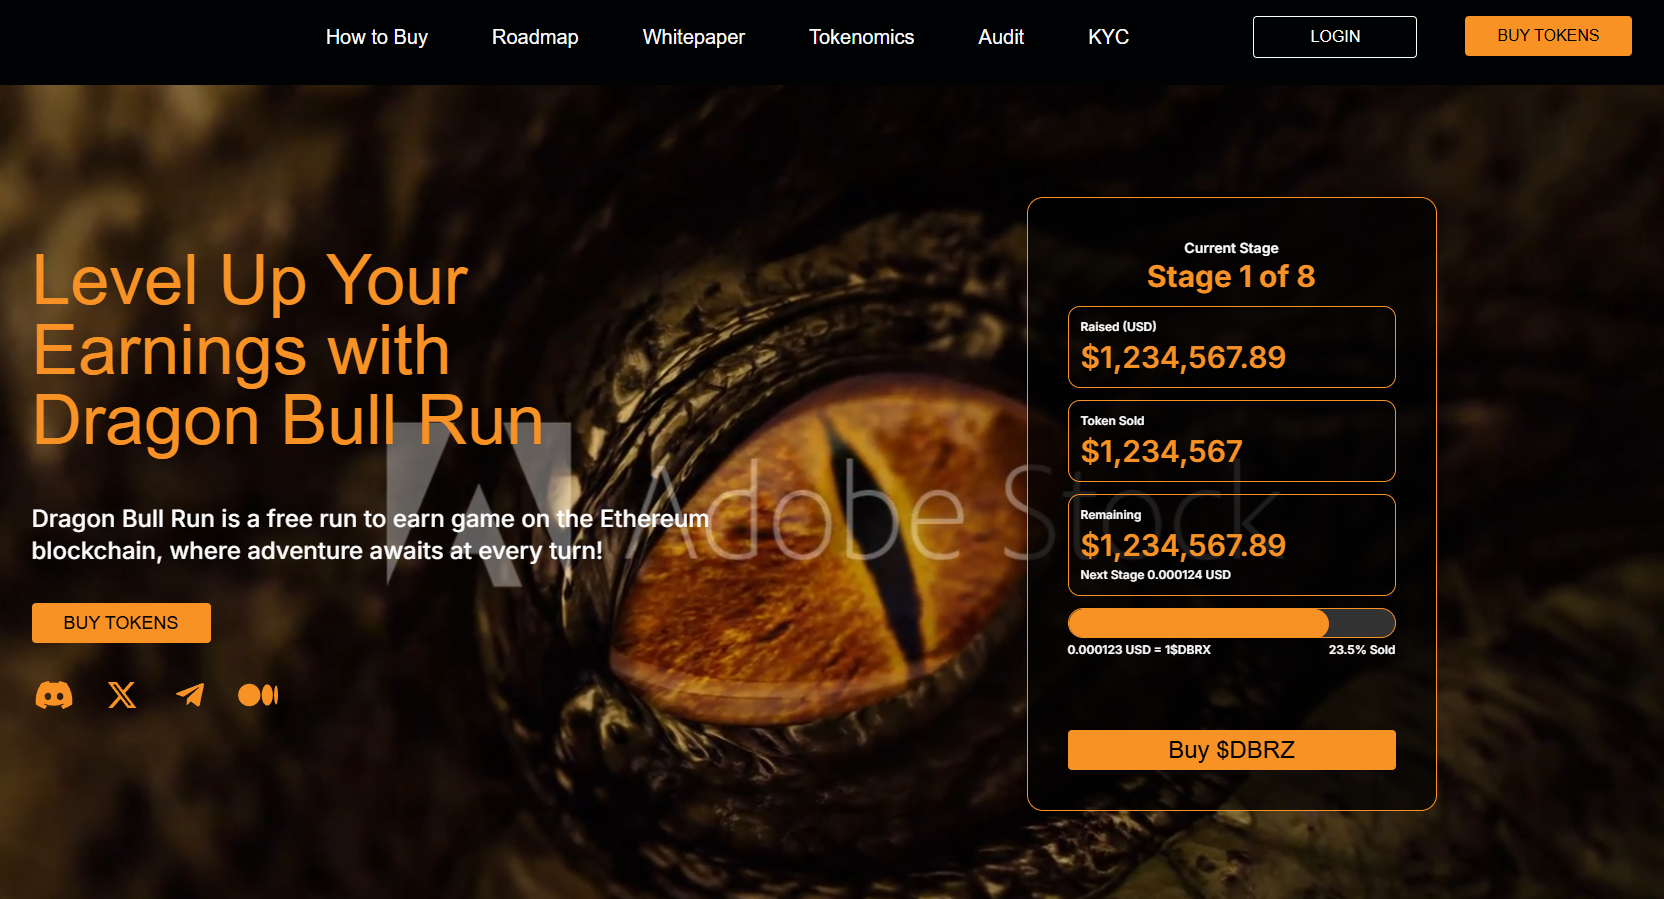 How to Buy
Roadmap
Whitepaper
Tokenomics
Audit
KYC
LOGIN
BUY TOKENS
Level Up Your
Earnings with
Dragon Bull Run
Dragon Bull Run is a free run to earn game on the Ethereum
blockchain, where adventure awaits at every turn!
BUY TOKENS
Adobe Stock
Current Stage
Stage 1 of 8
Raised (USD)
$1,234,567.89
Token Sold
$1,234,567
Remaining
$1,234,567.89
Next Stage 0.000124 USD
0.000123 USD = 1$DBRX
23.5% Sold
Buy $DBRZ